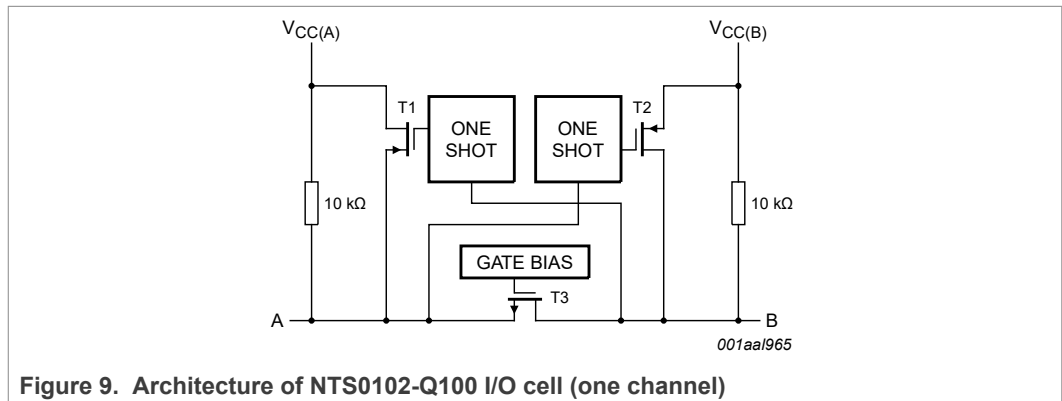 VCC(A)
VCC(B)
T1
ONE
SHOT
ONE
SHOT
T2
10 kΩ
10 kΩ
GATE BIAS
T3
A
B
001aal965
Figure 9. Architecture of NTS0102-Q100 I/O cell (one channel)